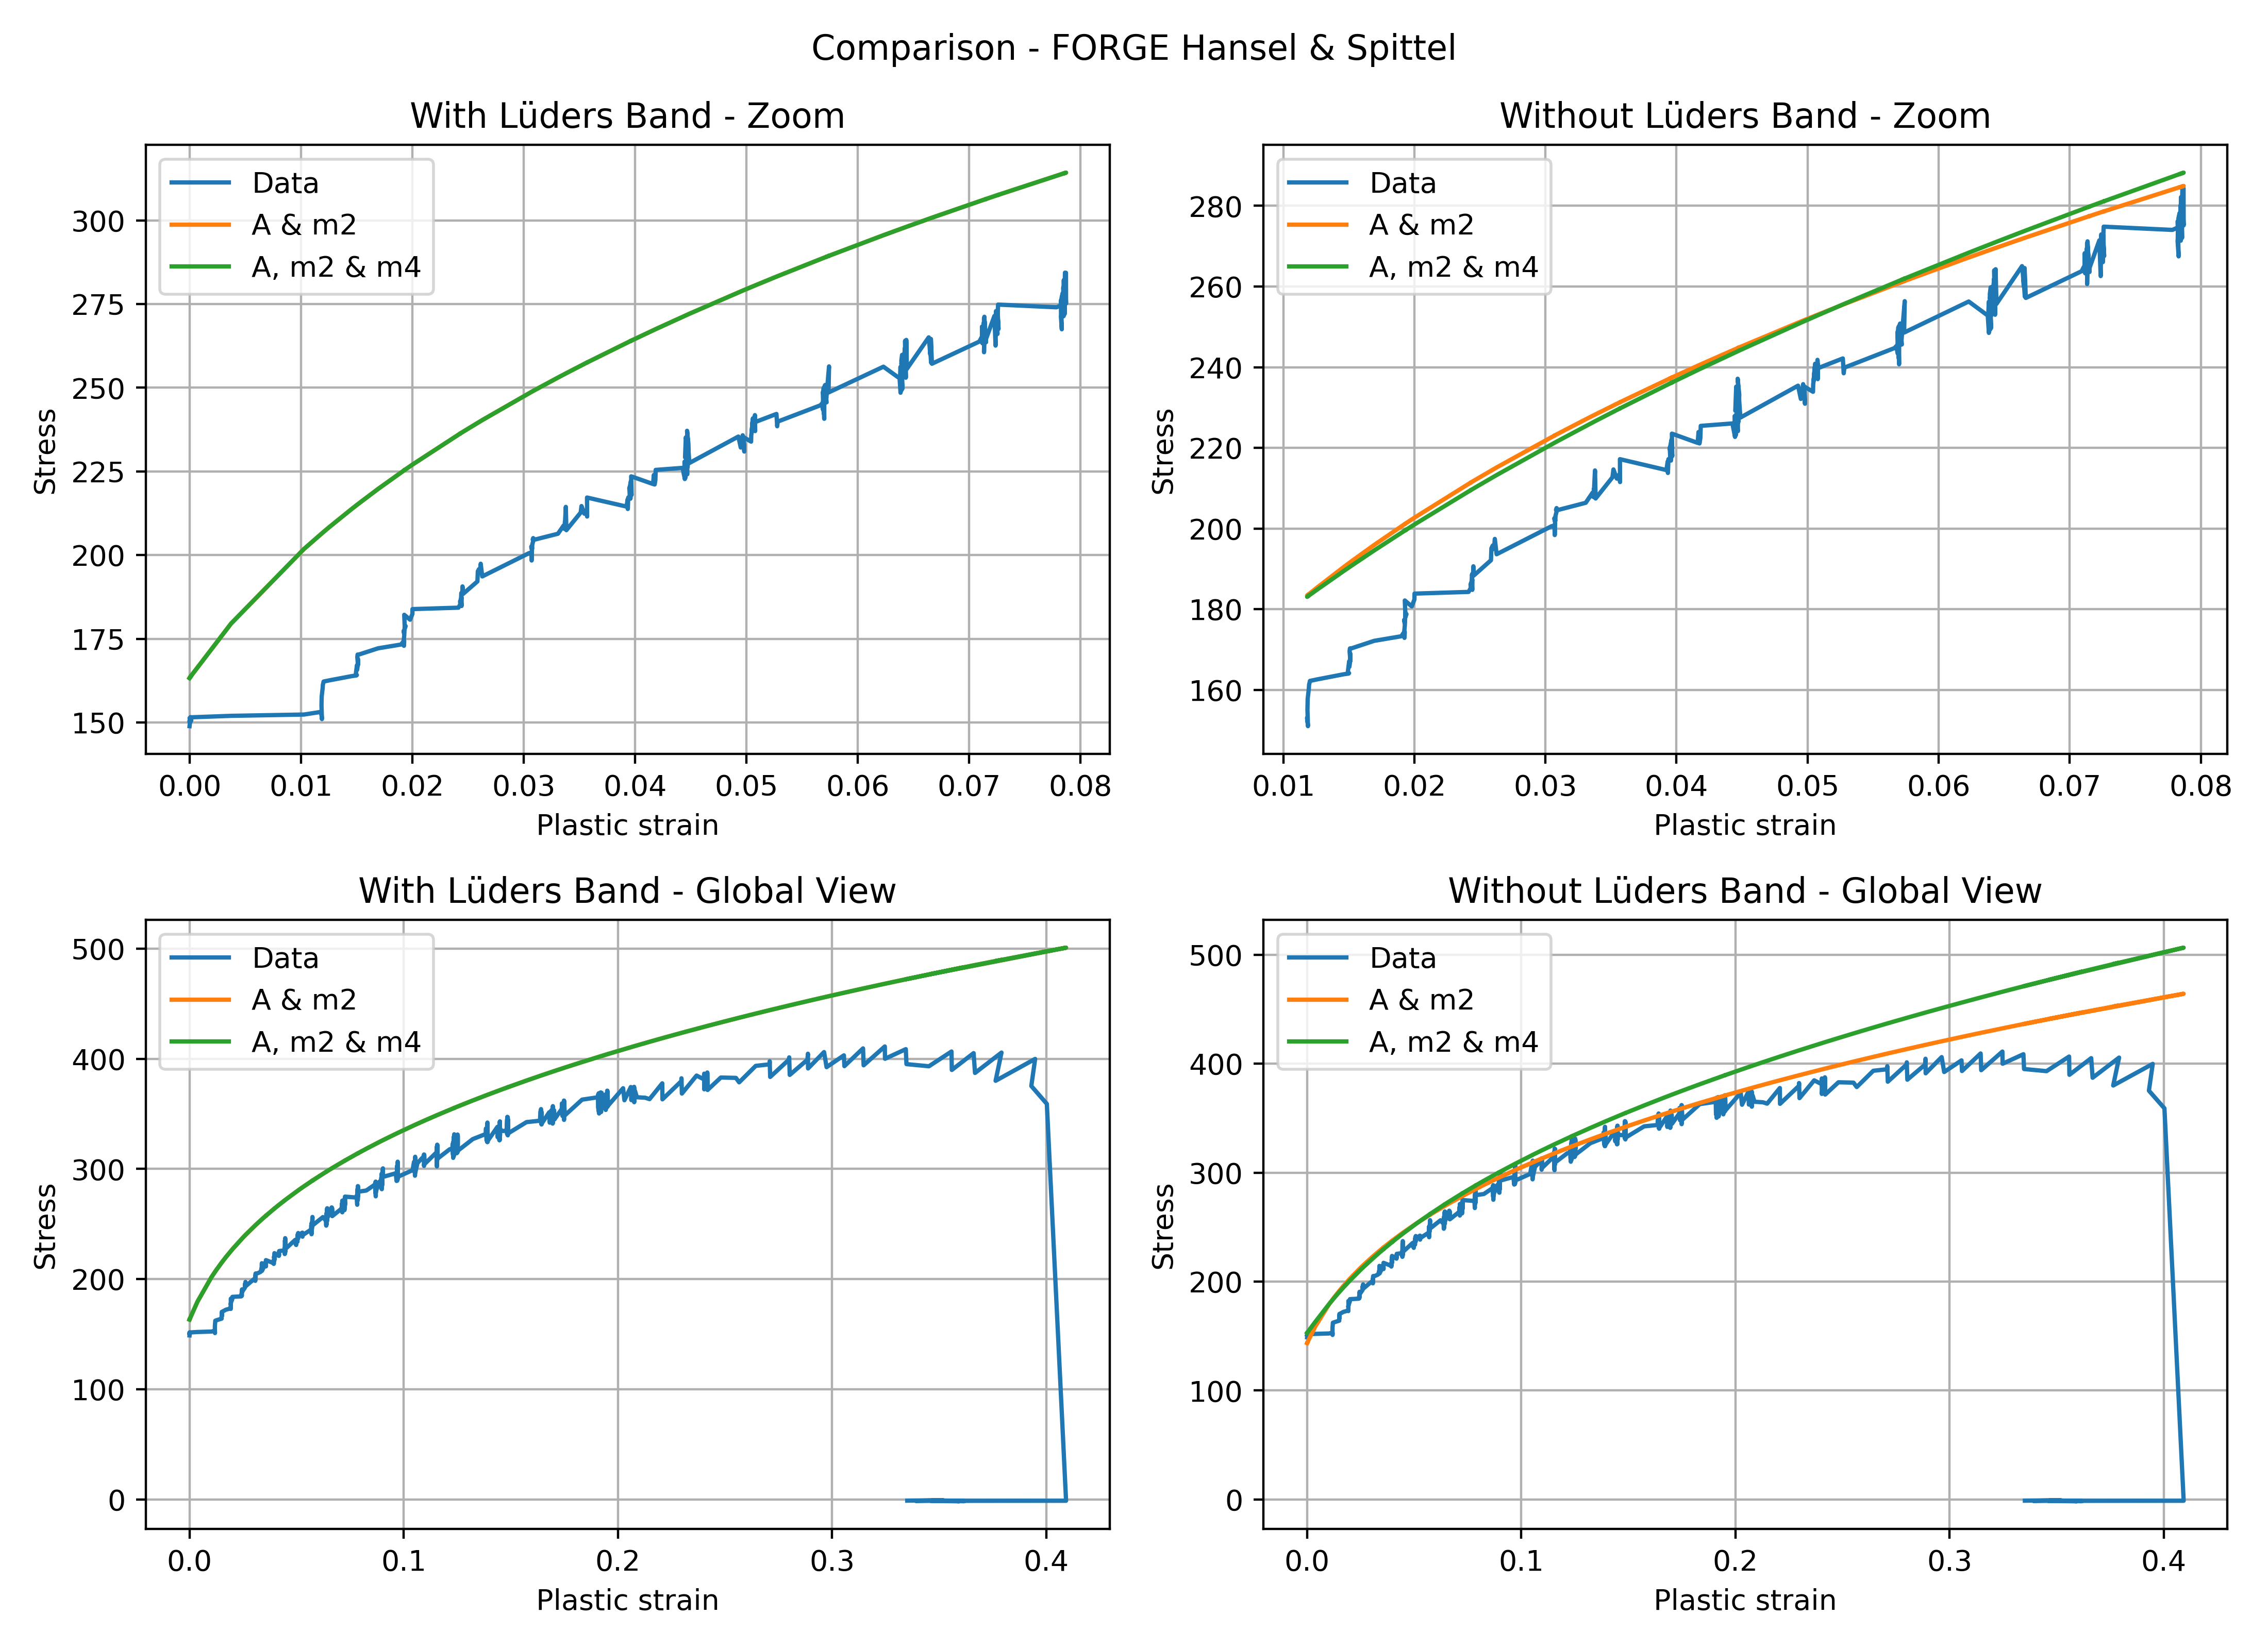 Comparison - FORGE Hansel & Spittel
With Lüders Band - Zoom
Data
A & m2
A, m2 & m4
300
275
250
225
200
175
150
Stress
0.00 0.01 0.02 0.03 0.04 0.05 0.06 0.07 0.08
Plastic strain
Without Lüders Band - Zoom
Data
A & m2
A, m2 & m4
280
260
240
220
200
180
160
Stress
0.01 0.02 0.03 0.04 0.05 0.06 0.07 0.08
Plastic strain
With Lüders Band - Global View
Data
A & m2
A, m2 & m4
500
400
300
200
100
0
Stress
0.0 0.1 0.2 0.3 0.4
Plastic strain
Without Lüders Band - Global View
Data
A & m2
A, m2 & m4
500
400
300
200
100
0
Stress
0.0 0.1 0.2 0.3 0.4
Plastic strain